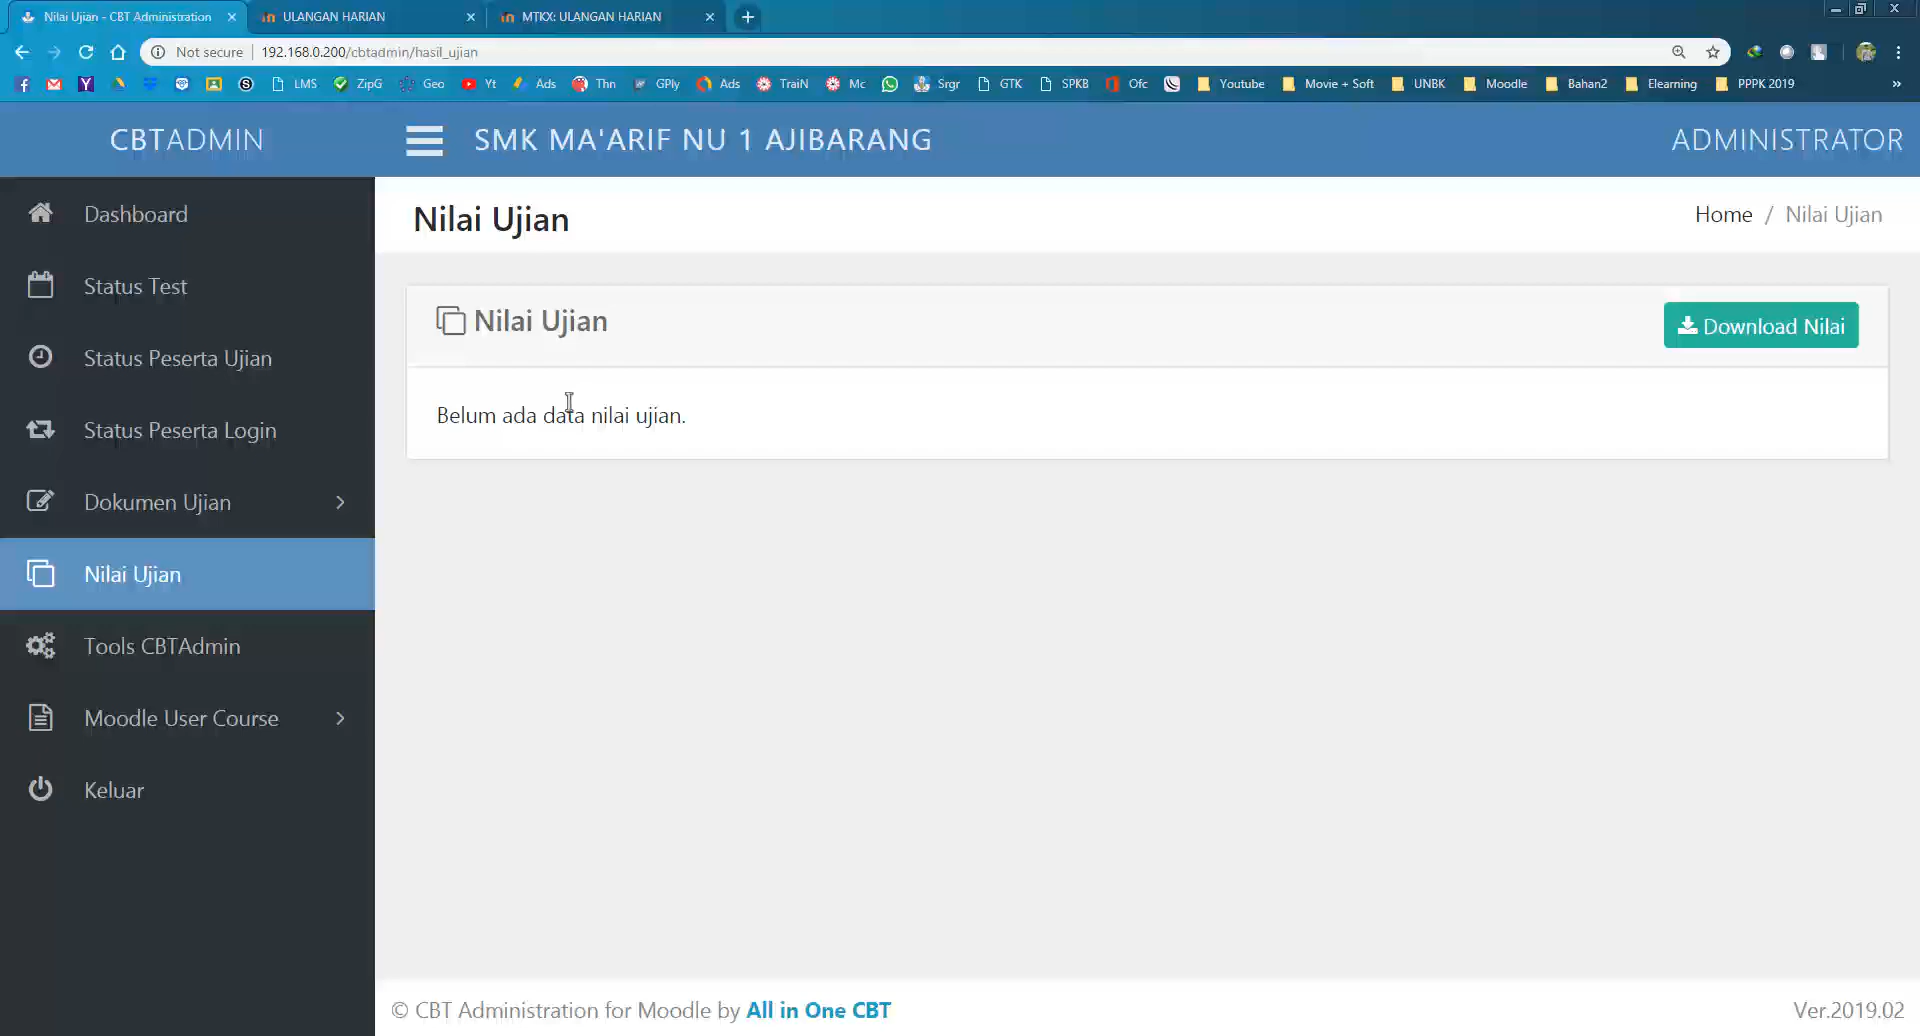 Nilai Ujian - CBT Administration
ULANGAN HARIAN
MTKX: ULANGAN HARIAN
Not secure
192.168.0.200/cbtadmin/hasil_ujian
LMS
ZipG
Geo
Yt
Ads
Thn
GPly
Ads
TraiN
Mc
Srgr
GTK
SPKB
Ofc
Youtube
Movie + Soft
UNBK
Moodle
Bahan2
Elearning
PPPK 2019
»
CBTADMIN
SMK MA'ARIF NU 1 AJIBARANG
ADMINISTRATOR
Dashboard
Status Test
Status Peserta Ujian
Status Peserta Login
Dokumen Ujian
Nilai Ujian
Tools CBTAdmin
Moodle User Course
Keluar
Nilai Ujian
Home / Nilai Ujian
Nilai Ujian
Download Nilai
Belum ada data nilai ujian.
© CBT Administration for Moodle by All in One CBT
Ver.2019.02